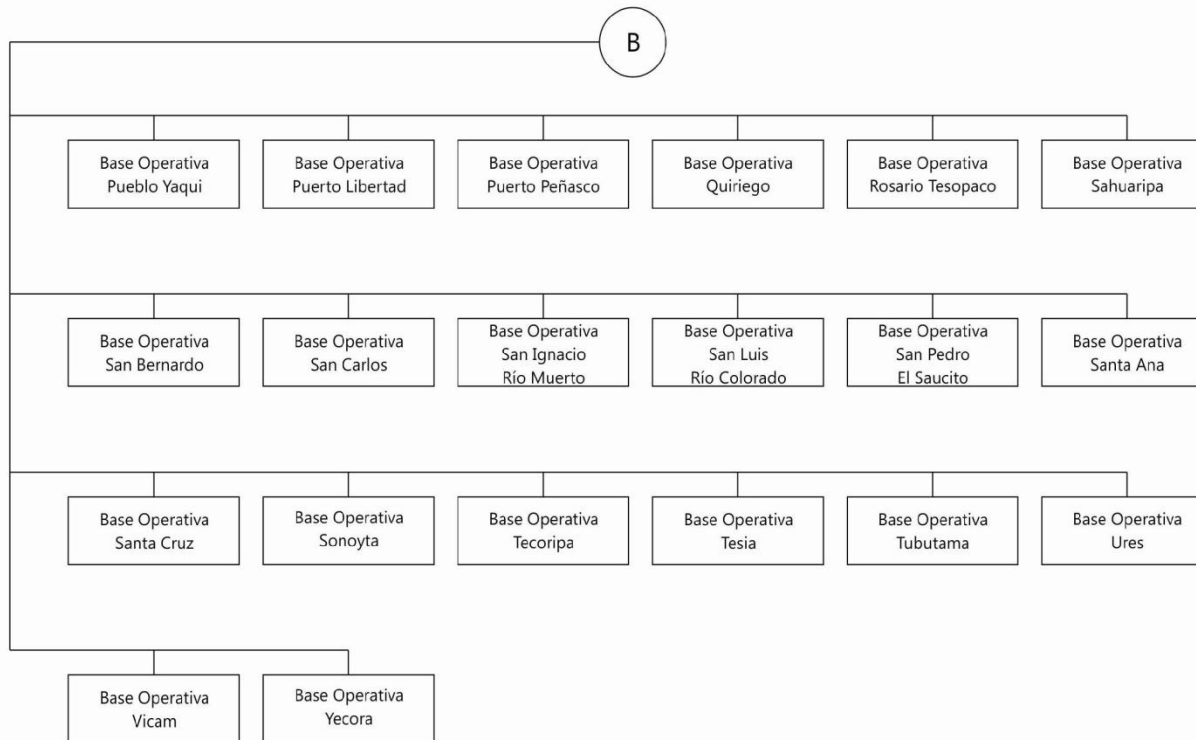 B
Base Operativa
Pueblo Yaqui
Base Operativa
Puerto Libertad
Base Operativa
Puerto Peñasco
Base Operativa
Quiriego
Base Operativa
Rosario Tesopaco
Base Operativa
Sahuaripa
Base Operativa
San Bernardo
Base Operativa
San Carlos
Base Operativa
San Ignacio
Río Muerto
Base Operativa
San Luis
Río Colorado
Base Operativa
San Pedro
El Saucito
Base Operativa
Santa Ana
Base Operativa
Santa Cruz
Base Operativa
Sonoyta
Base Operativa
Tecoripa
Base Operativa
Tesia
Base Operativa
Tubutama
Base Operativa
Ures
Base Operativa
Vicam
Base Operativa
Yecora